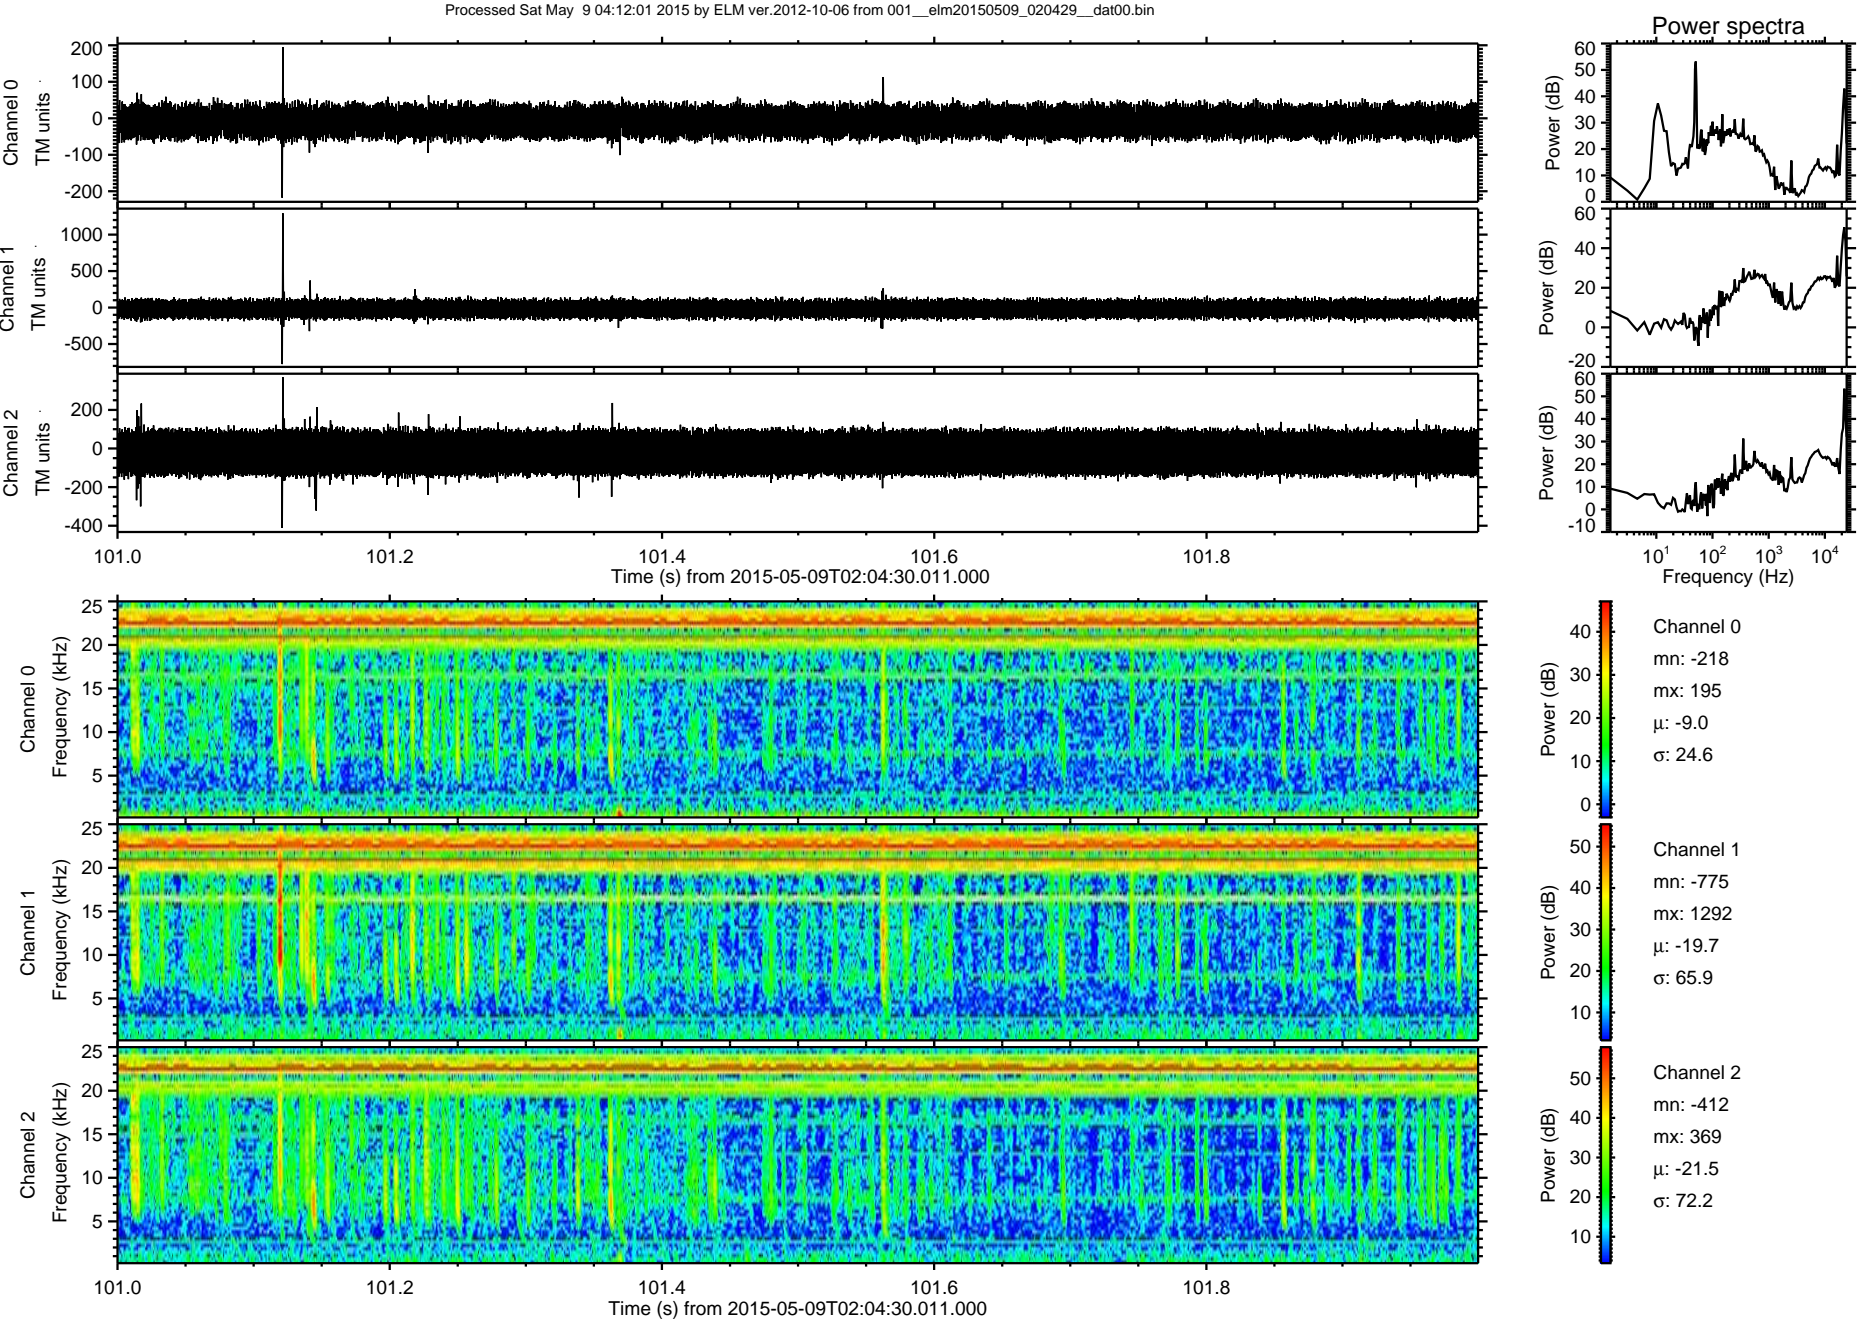 Processed Sat May  9 04:12:01 2015 by ELM ver.2012-10-06 from 001__elm20150509_020429__dat00.bin
Power spectra
Channel 0
TM units
200
100
0
-100
-200
Power (dB)
60
50
40
30
20
10
0
Channel 1
TM units
1000
500
0
-500
Power (dB)
60
40
20
0
-20
Channel 2
TM units
200
0
-200
-400
Power (dB)
60
50
40
30
20
10
0
-10
101.0 101.2 101.4 101.6 101.8
Time (s) from 2015-05-09T02:04:30.011.000
10^1 10^2 10^3 10^4
Frequency (Hz)
Channel 0
Frequency (kHz)
25
20
15
10
5
Power (dB)
40
30
20
10
0
Channel 0
mn: -218
mx: 195
μ: -9.0
σ: 24.6
Channel 1
Frequency (kHz)
25
20
15
10
5
Power (dB)
50
40
30
20
10
Channel 1
mn: -775
mx: 1292
μ: -19.7
σ: 65.9
Channel 2
Frequency (kHz)
25
20
15
10
5
Power (dB)
50
40
30
20
10
Channel 2
mn: -412
mx: 369
μ: -21.5
σ: 72.2
101.0 101.2 101.4 101.6 101.8
Time (s) from 2015-05-09T02:04:30.011.000